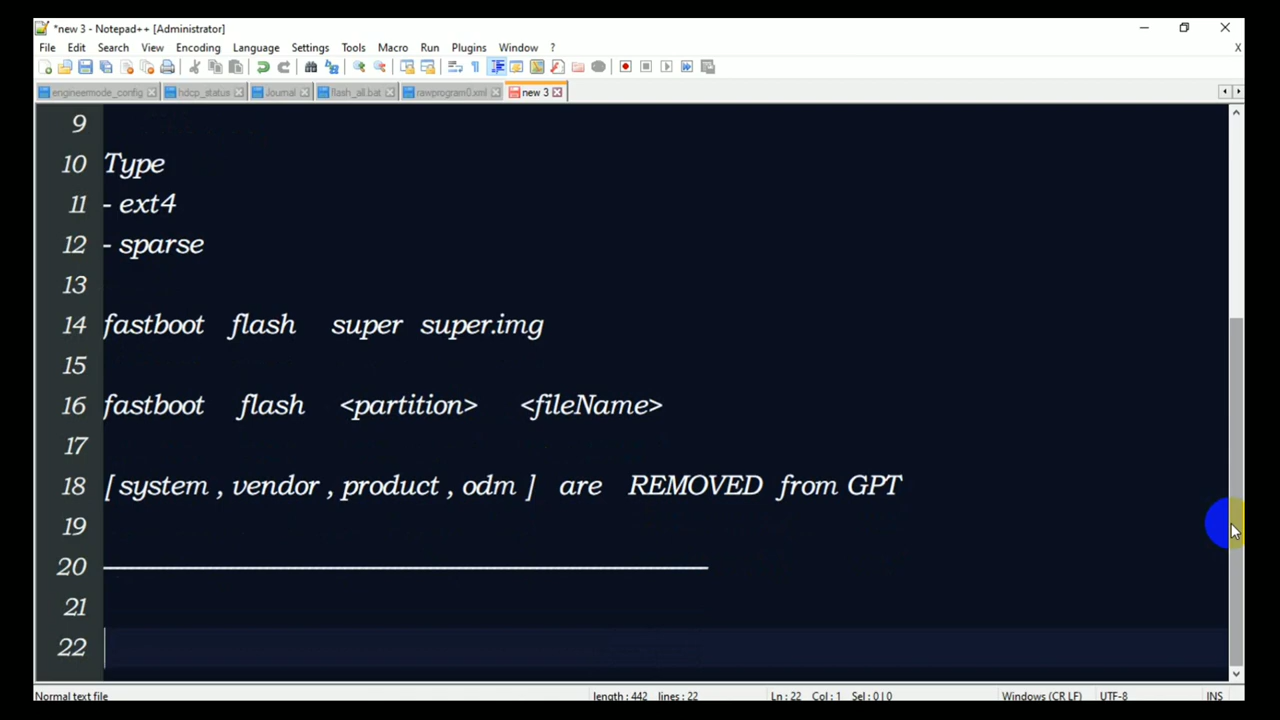 *new 3 - Notepad++ [Administrator]
File Edit Search View Encoding Language Settings Tools Macro Run Plugins Window ? X
engineermode_config hdcp_status Journal flash_all.bat rawprogram0.xml new 3
9
10 Type
11 - ext4
12 - sparse
13
14 fastboot flash super super.img
15
16 fastboot flash <partition> <fileName>
17
18 [ system , vendor , product , odm ] are REMOVED from GPT
19
20
21
22
Normal text file length : 442 lines : 22 Ln : 22 Col : 1 Sel : 0 | 0 Windows (CR LF) UTF-8 INS